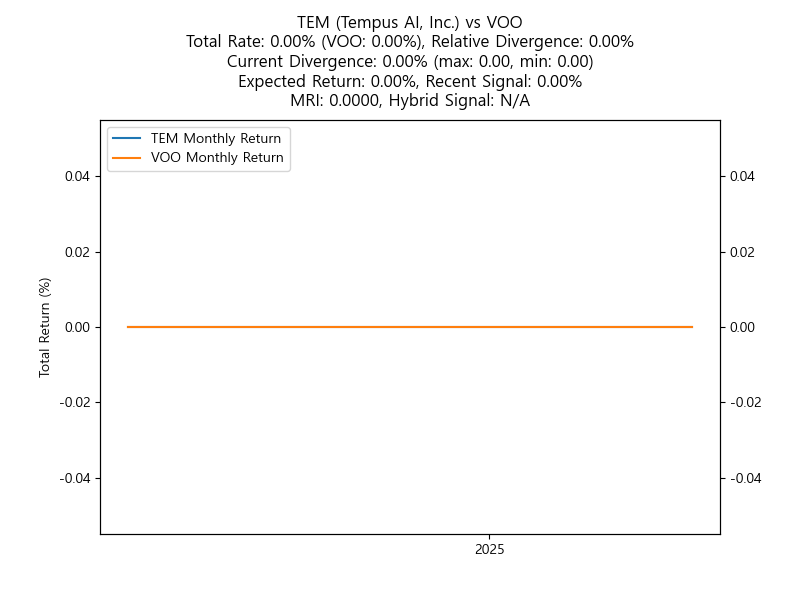 TEM (Tempus AI, Inc.) vs VOO
Total Rate: 0.00% (VOO: 0.00%), Relative Divergence: 0.00%
Current Divergence: 0.00% (max: 0.00, min: 0.00)
Expected Return: 0.00%, Recent Signal: 0.00%
MRI: 0.0000, Hybrid Signal: N/A
TEM Monthly Return
VOO Monthly Return
Total Return (%)
0.04
0.02
0.00
-0.02
-0.04
0.04
0.02
0.00
-0.02
-0.04
2025